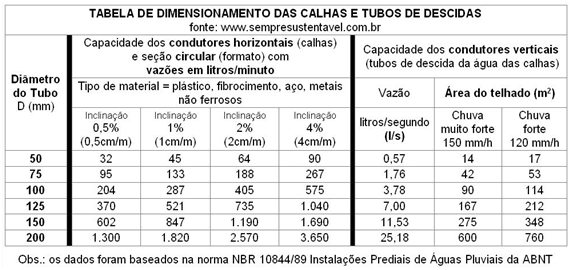 TABELA DE DIMENSIONAMENTO DAS CALHAS E TUBOS DE DESCIDAS
fonte: www.sempresustentavel.com.br
Diâmetro do Tubo D (mm)
Capacidade dos condutores horizontais (calhas)
e seção circular (formato) com
vazões em litros/minuto
Capacidade dos condutores verticais
(tubos de descida da água das calhas)
Tipo de material = plástico, fibrocimento, aço, metais
não ferrosos
Vazão Área do telhado (m²)
Inclinação 0,5% (0,5cm/m)
Inclinação 1% (1cm/m)
Inclinação 2% (2cm/m)
Inclinação 4% (4cm/m)
litros/segundo (l/s)
Chuva muito forte 150 mm/h
Chuva forte 120 mm/h
50 32 45 64 90 0,57 14 17
75 95 133 188 267 1,76 42 53
100 204 287 405 575 3,78 90 114
125 370 521 735 1.040 7,00 167 212
150 602 847 1.190 1.690 11,53 275 348
200 1.300 1.820 2.570 3.650 25,18 600 760
Obs.: os dados foram baseados na norma NBR 10844/89 Instalações Prediais de Águas Pluviais da ABNT